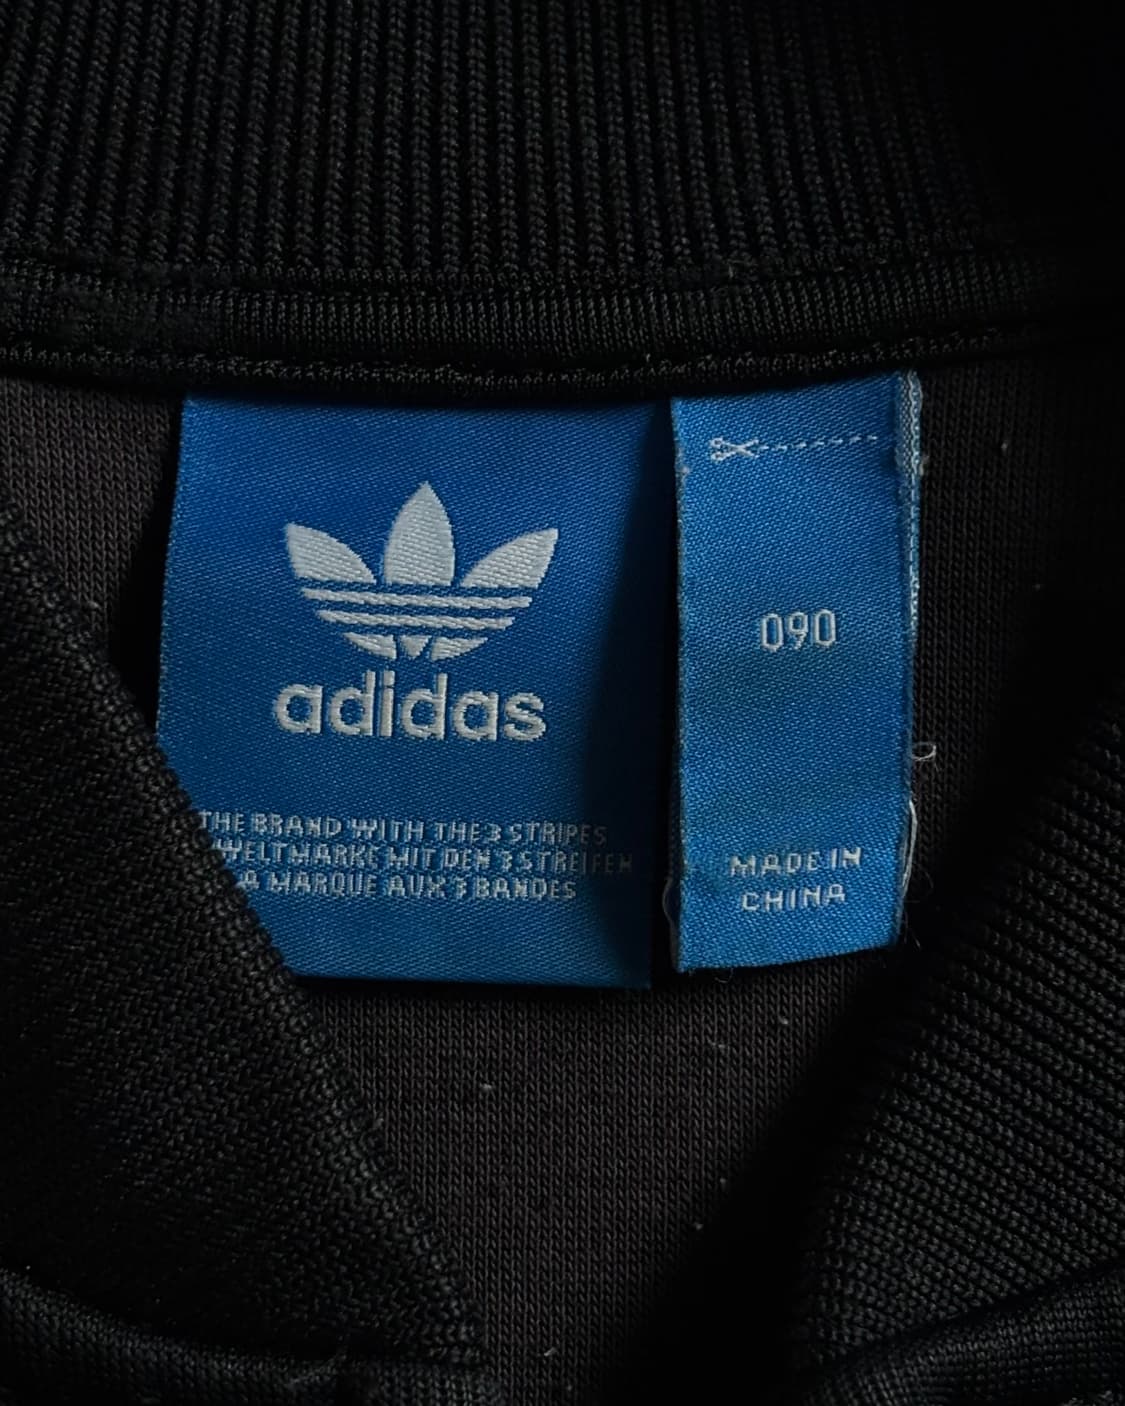 adidas
THE BRAND WITH THE 3 STRIPES
WELTMARKE MIT DEN 3 STREIFEN
A MARQUE AUX 3 BANDES
090
MADE IN
CHINA